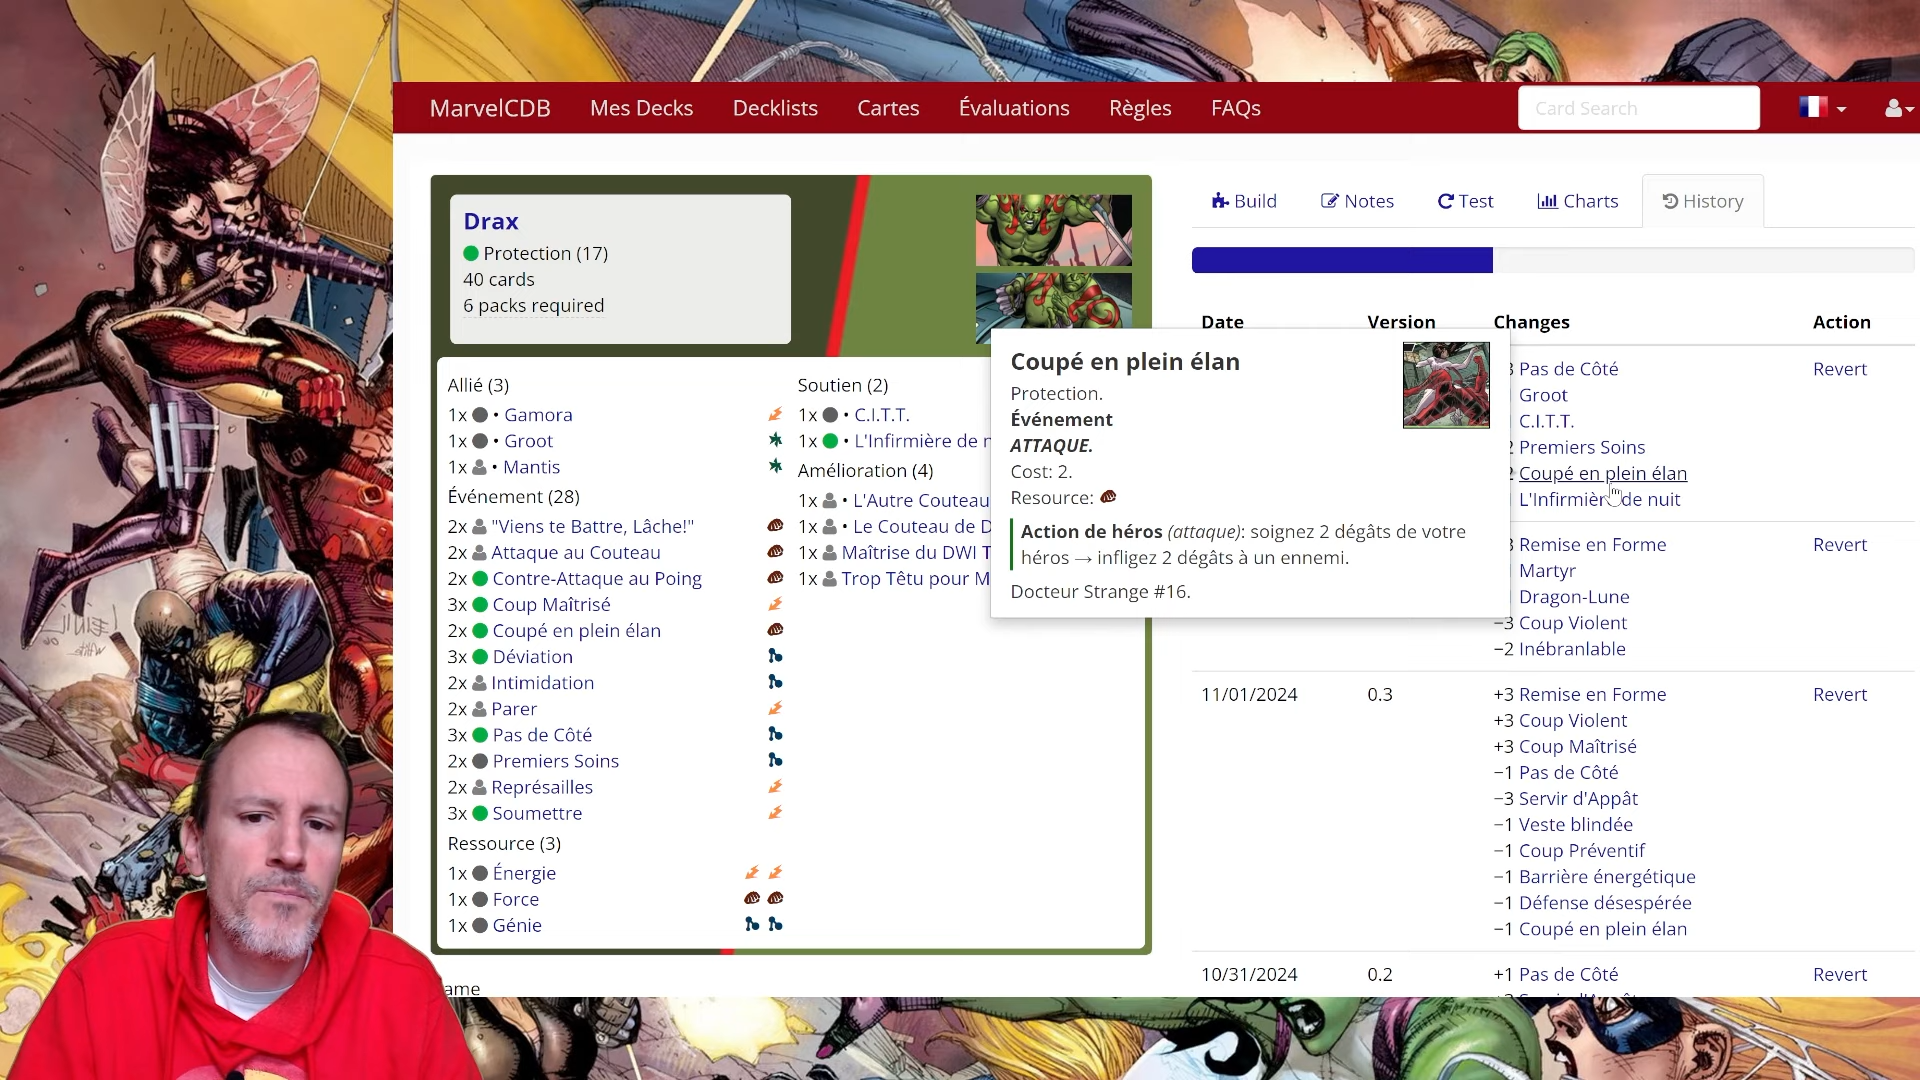 MarvelCDB Mes Decks Decklists Cartes Évaluations Règles FAQs Card Search
Drax
Protection (17)
40 cards
6 packs required
Allié (3)
1x • Gamora
1x • Groot
1x • Mantis
Événement (28)
2x "Viens te Battre, Lâche!"
2x Attaque au Couteau
2x Contre-Attaque au Poing
3x Coup Maîtrisé
2x Coupé en plein élan
3x Déviation
2x Intimidation
2x Parer
3x Pas de Côté
2x Premiers Soins
2x Représailles
3x Soumettre
Ressource (3)
1x Énergie
1x Force
1x Génie
Soutien (2)
1x • C.I.T.T.
1x • L'Infirmière de n
Amélioration (4)
1x • L'Autre Couteau
1x • Le Couteau de D
1x Maîtrise du DWI T
1x Trop Têtu pour M
ame
Coupé en plein élan
Protection.
Événement
ATTAQUE.
Cost: 2.
Resource:
Action de héros (attaque): soignez 2 dégâts de votre
héros → infligez 2 dégâts à un ennemi.
Docteur Strange #16.
Build Notes Test Charts History
Date Version Changes Action
3 Pas de Côté Revert
Groot
C.I.T.T.
2 Premiers Soins
2 Coupé en plein élan
L'Infirmière de nuit
3 Remise en Forme Revert
Martyr
Dragon-Lune
−3 Coup Violent
−2 Inébranlable
11/01/2024 0.3 +3 Remise en Forme Revert
+3 Coup Violent
+3 Coup Maîtrisé
−1 Pas de Côté
−3 Servir d'Appât
−1 Veste blindée
−1 Coup Préventif
−1 Barrière énergétique
−1 Défense désespérée
−1 Coupé en plein élan
10/31/2024 0.2 +1 Pas de Côté Revert